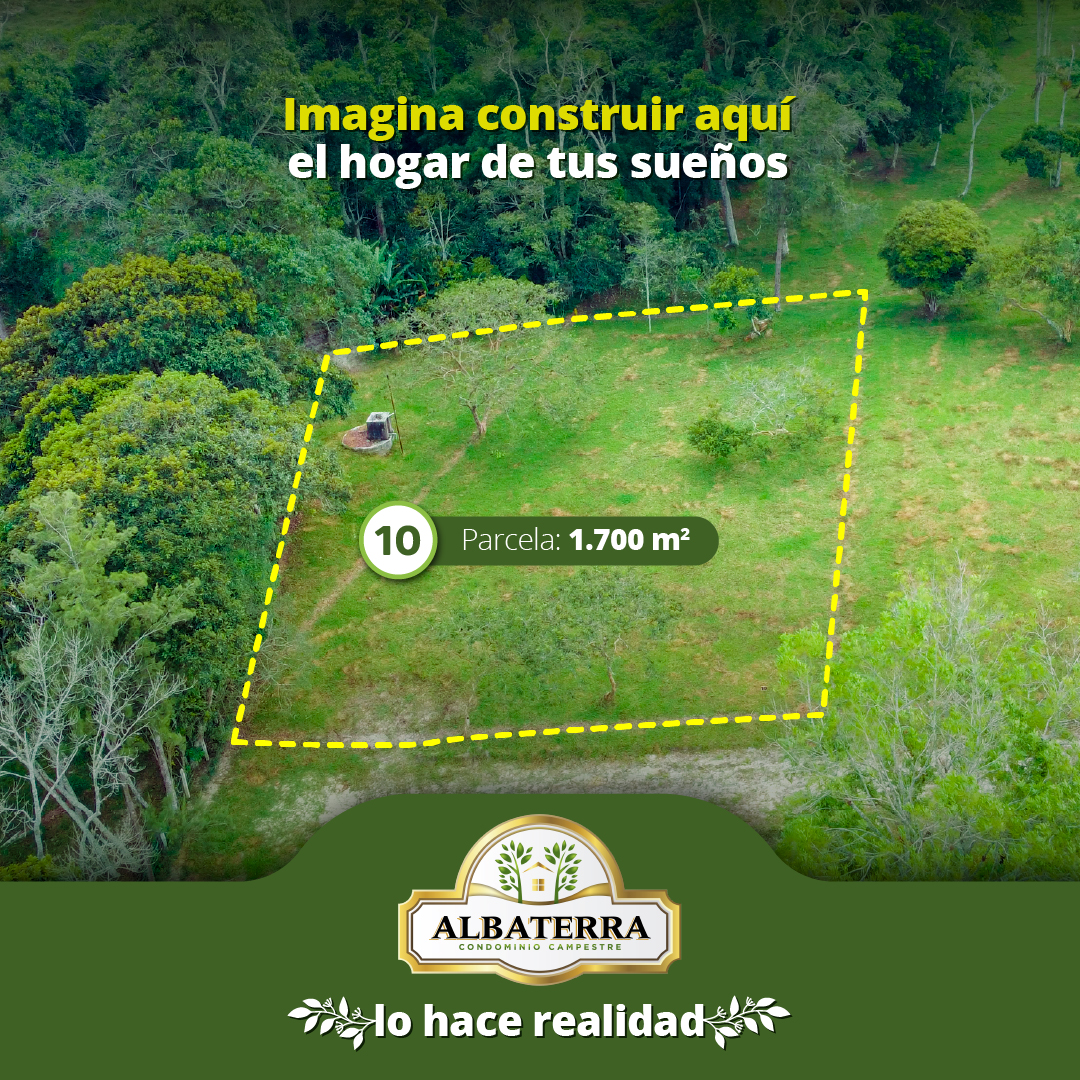 Imagina construir aquí
el hogar de tus sueños
10 Parcela: 1.700 m²
ALBATERRA
CONDOMINIO CAMPESTRE
lo hace realidad